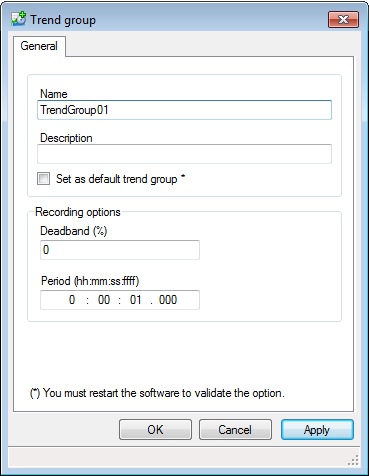 Trend group
General
Name
TrendGroup01
Description
Set as default trend group *
Recording options
Deadband (%)
0
Period (hh:mm:ss:ffff)
0 : 00 : 01 . 000
(*) You must restart the software to validate the option.
OK Cancel Apply